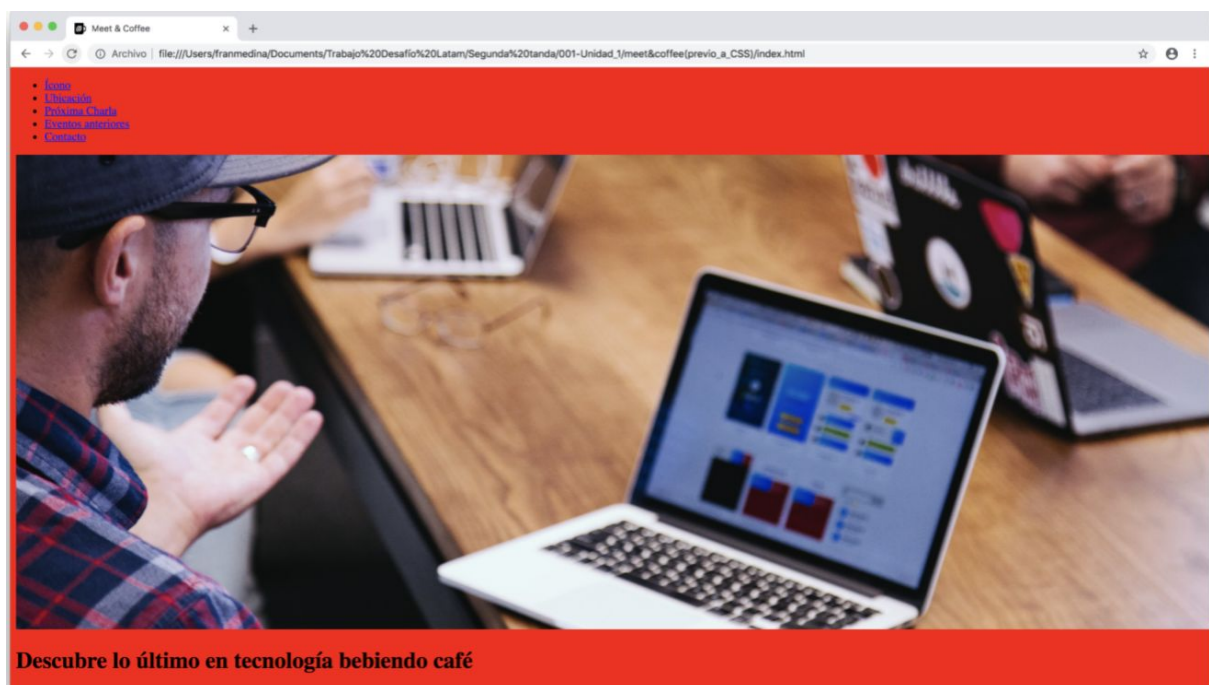 Meet & Coffee
Archivo | file:///Users/franmedina/Documents/Trabajo%20Desafío%20Latam/Segunda%20tanda/001-Unidad_1/meet&coffee(previo_a_CSS)/index.html
Ícono
Ubicación
Próxima Charla
Eventos anteriores
Contacto
Descubre lo último en tecnología bebiendo café